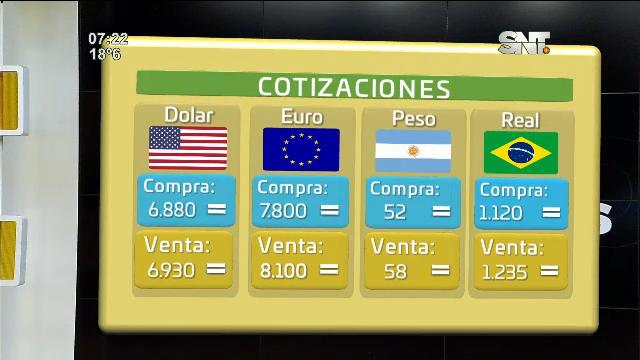 07:22
18°6
SNT.
COTIZACIONES
Dolar
Compra:
6.880
Venta:
6.930
Euro
Compra:
7.800
Venta:
8.100
Peso
Compra:
52
Venta:
58
Real
Compra:
1.120
Venta:
1.235